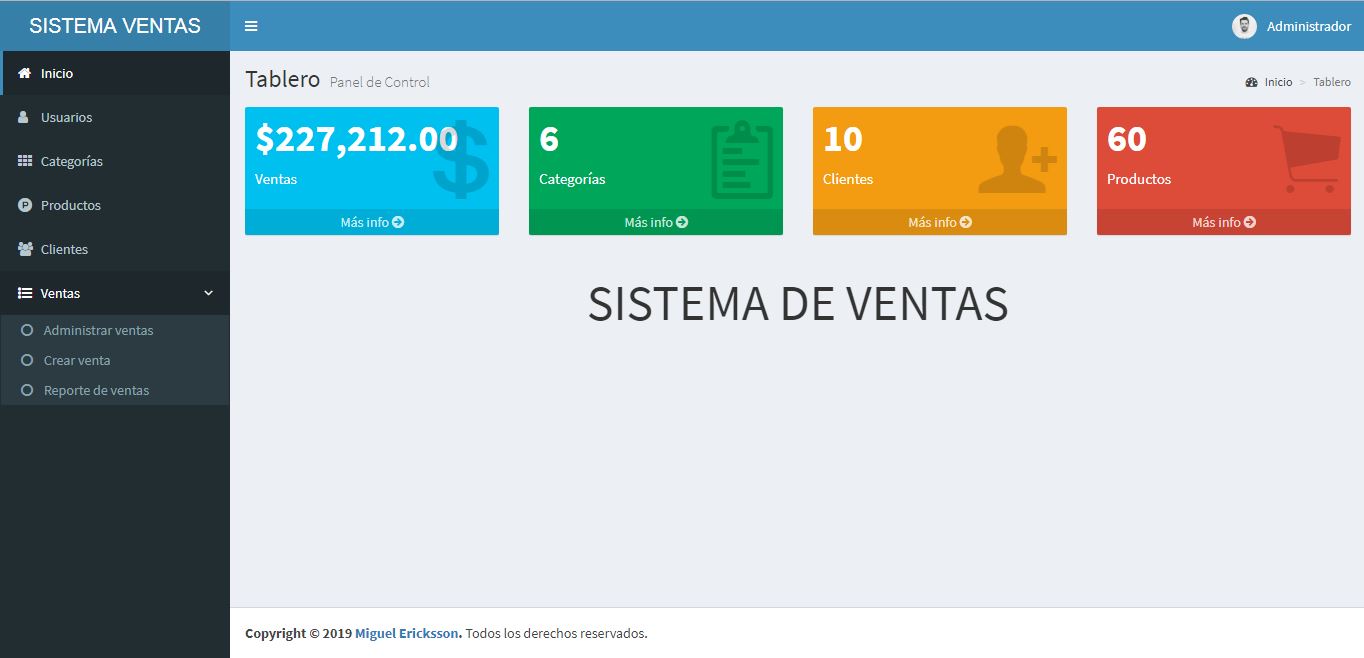 SISTEMA VENTAS
Administrador
Inicio
Usuarios
Categorías
Productos
Clientes
Ventas
Administrar ventas
Crear venta
Reporte de ventas
Tablero Panel de Control
Inicio > Tablero
$227,212.00
Ventas
Más info
6
Categorías
Más info
10
Clientes
Más info
60
Productos
Más info
SISTEMA DE VENTAS
Copyright © 2019 Miguel Ericksson. Todos los derechos reservados.